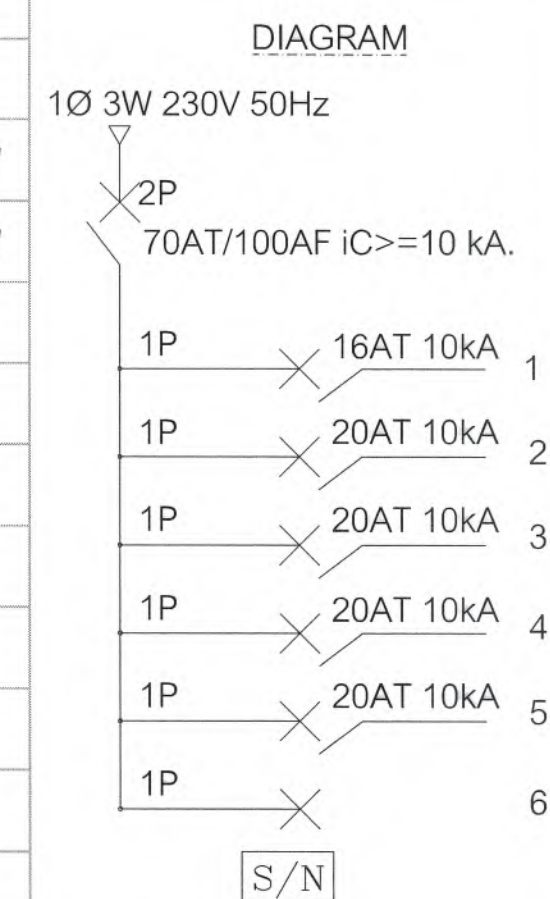 DIAGRAM
1Ø 3W 230V 50Hz
2P
70AT/100AF iC>=10 kA.
1P 16AT 10kA 1
1P 20AT 10kA 2
1P 20AT 10kA 3
1P 20AT 10kA 4
1P 20AT 10kA 5
1P 6
S/N